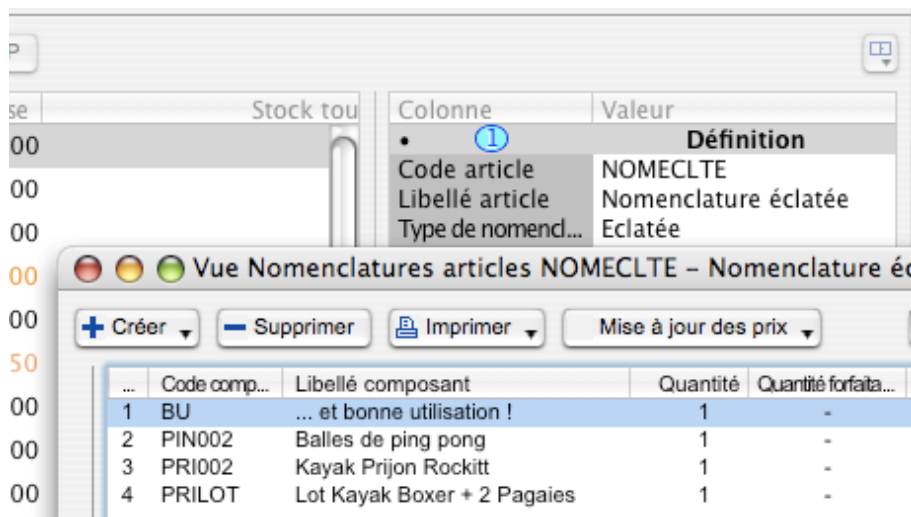 P
se Stock tou Colonne Valeur
00 • 1 Définition
Code article NOMECLTE
00 Libellé article Nomenclature éclatée
00 Type de nomencl... Eclatée
00 Vue Nomenclatures articles NOMECLTE – Nomenclature éc
00 Créer Supprimer Imprimer Mise à jour des prix
50
... Code comp... Libellé composant Quantité Quantité forfaita...
00 1 BU ... et bonne utilisation ! 1 -
2 PIN002 Balles de ping pong 1 -
00 3 PRI002 Kayak Prijon Rockitt 1 -
00 4 PRILOT Lot Kayak Boxer + 2 Pagaies 1 -